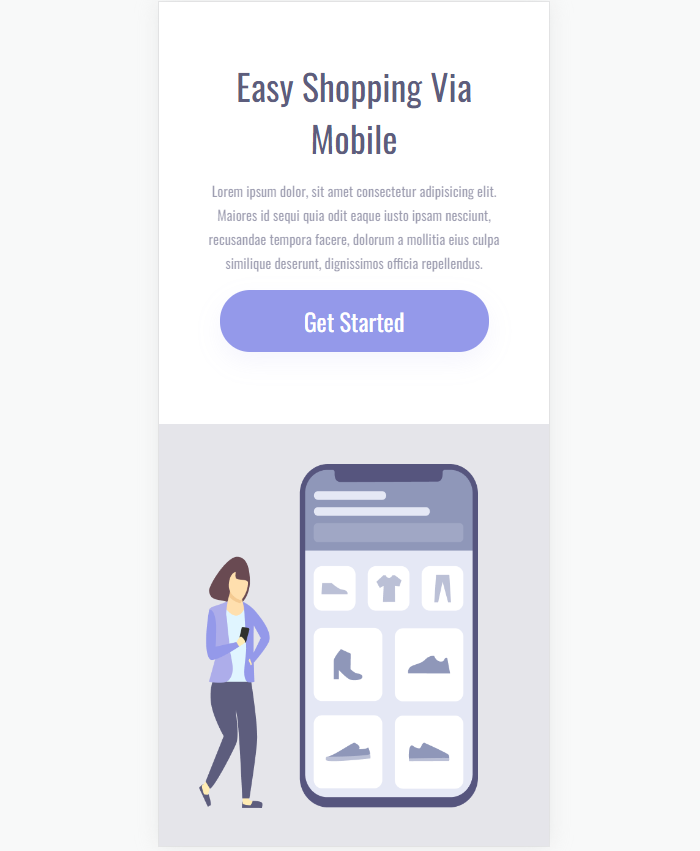 Easy Shopping Via
Mobile
Lorem ipsum dolor, sit amet consectetur adipisicing elit.
Maiores id sequi quia odit eaque iusto ipsam nesciunt,
recusandae tempora facere, dolorum a mollitia eius culpa
similique deserunt, dignissimos officia repellendus.
Get Started